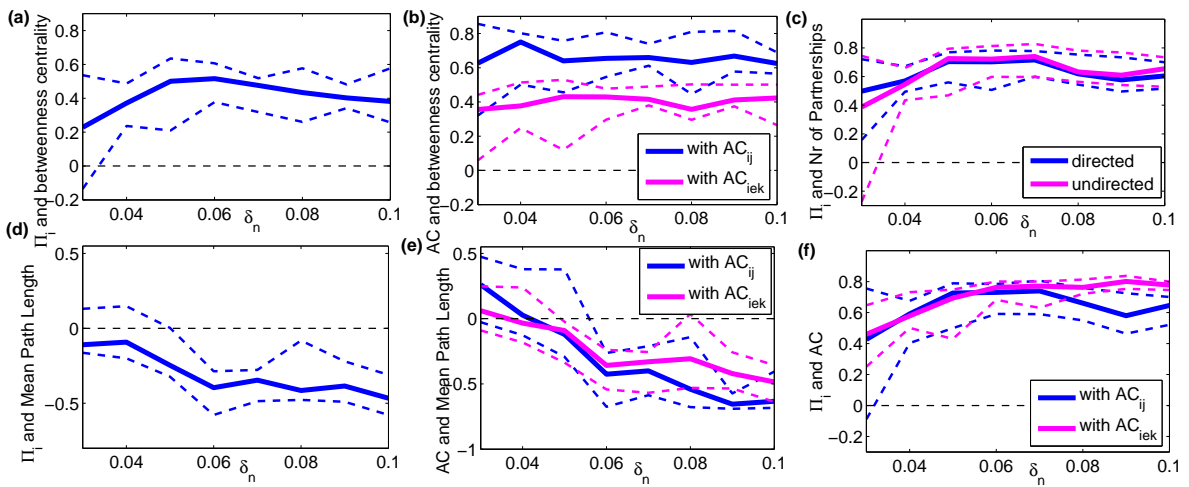 (a)
Π_i and betweenness centrality
0.8
0.6
0.4
0.2
0
−0.2
0.04 0.06 0.08 0.1
δ_n
(b)
AC and betweenness centrality
0.8
0.6
0.4
0.2
0
−0.2
with AC_ij
with AC_iek
0.04 0.06 0.08 0.1
δ_n
(c)
Π_i and Nr of Partnerships
0.8
0.6
0.4
0.2
0
−0.2
directed
undirected
0.04 0.06 0.08 0.1
δ_n
(d)
Π_i and Mean Path Length
0.5
0
−0.5
0.04 0.06 0.08 0.1
δ_n
(e)
AC and Mean Path Length
0.5
0
−0.5
−1
with AC_ij
with AC_iek
0.04 0.06 0.08 0.1
δ_n
(f)
Π_i and AC
0.8
0.6
0.4
0.2
0
−0.2
with AC_ij
with AC_iek
0.04 0.06 0.08 0.1
δ_n